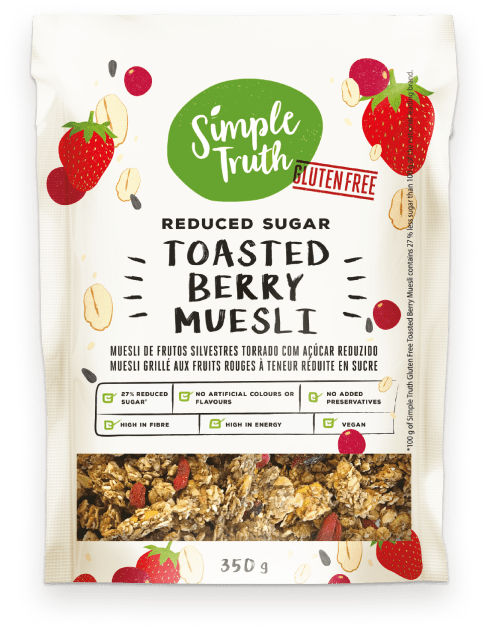 Simple
Truth
GLUTEN FREE
REDUCED SUGAR
TOASTED
BERRY
MUESLI
MUESLI DE FRUTOS SILVESTRES TORRADO COM AÇÚCAR REDUZIDO
MUESLI GRILLÉ AUX FRUITS ROUGES À TENEUR RÉDUITE EN SUCRE
27% REDUCED
SUGAR*
NO ARTIFICIAL COLOURS OR
FLAVOURS
NO ADDED
PRESERVATIVES
HIGH IN FIBRE
HIGH IN ENERGY
VEGAN
*100 g of Simple Truth Gluten Free Toasted Berry Muesli contains 27 % less sugar than
brand.
350 g